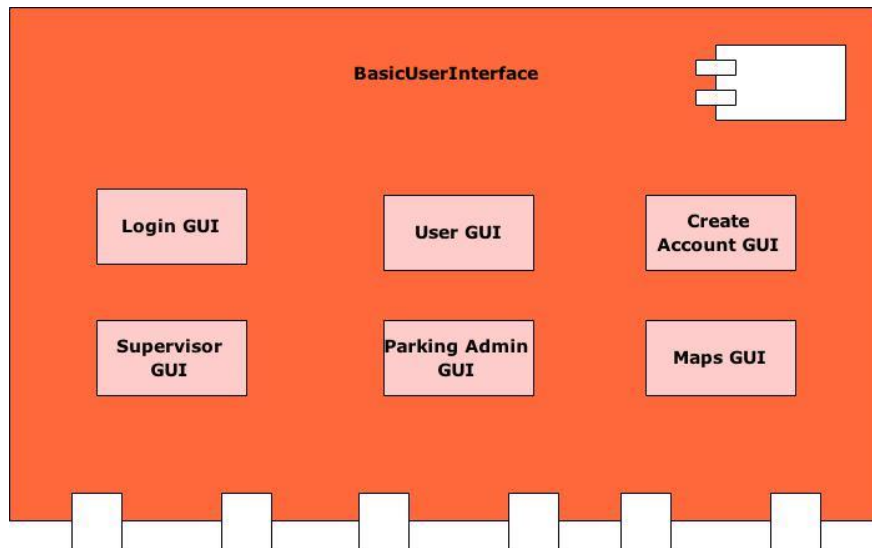 BasicUserInterface
Login GUI
User GUI
Create
Account GUI
Supervisor
GUI
Parking Admin
GUI
Maps GUI